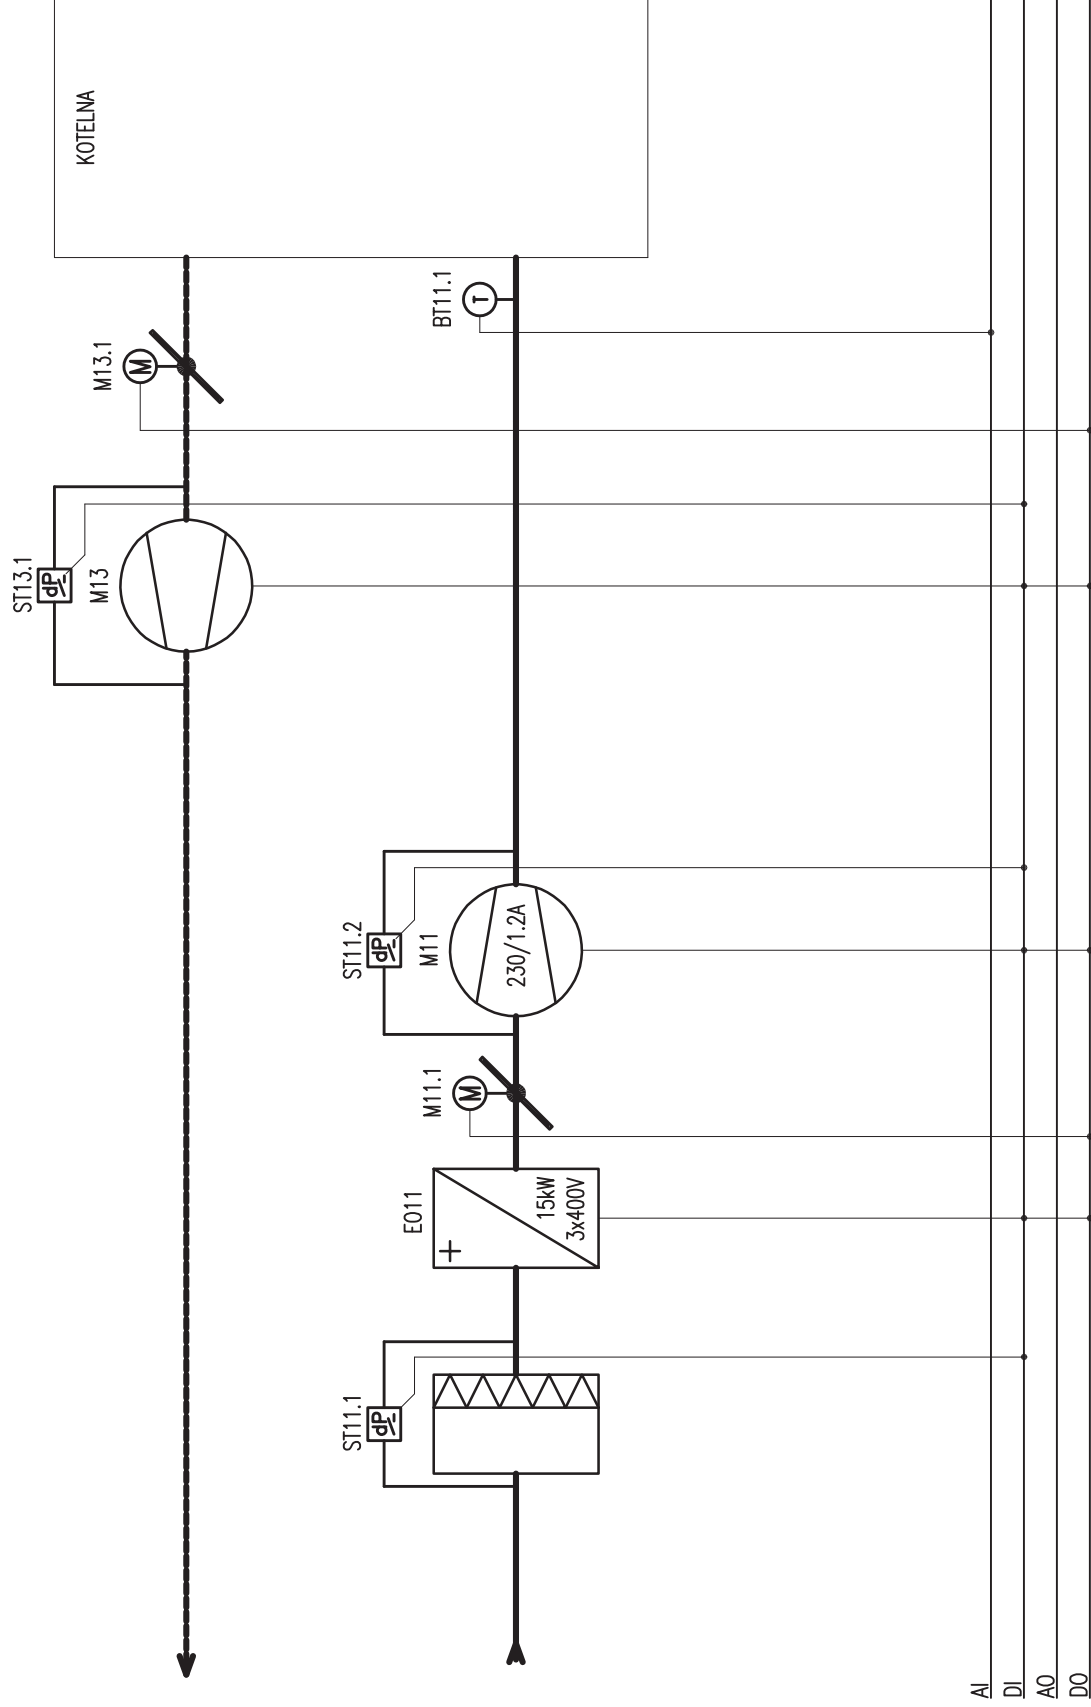 KOTELNA
M13.1
M
ST13.1
dP
M13
BT11.1
T
ST11.2
dP
M11
230/1.2A
M11.1
M
EO11
+
15kW
3x400V
ST11.1
dP
AI
DI
AO
DO